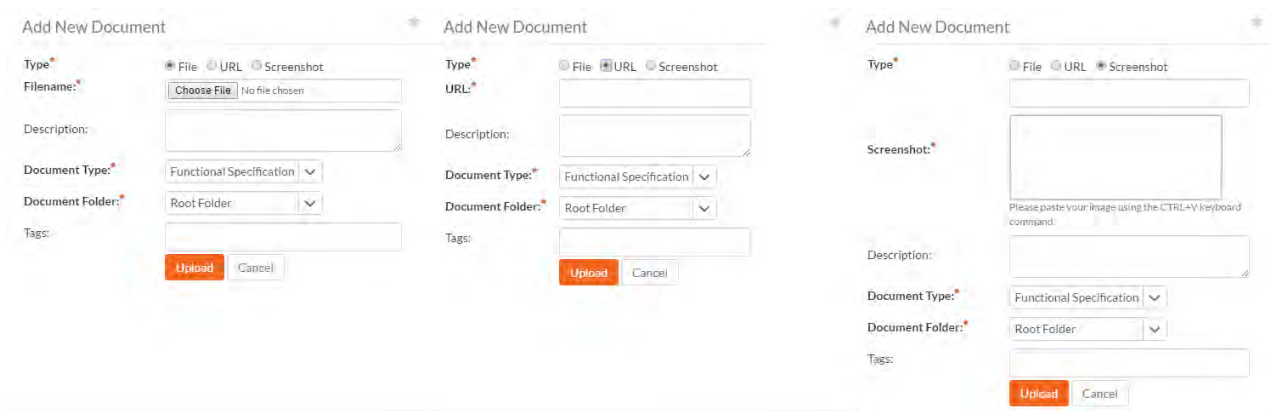 Add New Document
Type*
File URL Screenshot
Filename:*
Choose File No file chosen
Description:
Document Type:*
Functional Specification
Document Folder:*
Root Folder
Tags:
Upload Cancel
Add New Document
Type*
File URL Screenshot
URL:*
Description:
Document Type:*
Functional Specification
Document Folder:*
Root Folder
Tags:
Upload Cancel
Add New Document
Type*
File URL Screenshot
Screenshot:*
Please paste your image using the CTRL+V keyboard
command.
Description:
Document Type:*
Functional Specification
Document Folder:*
Root Folder
Tags:
Upload Cancel